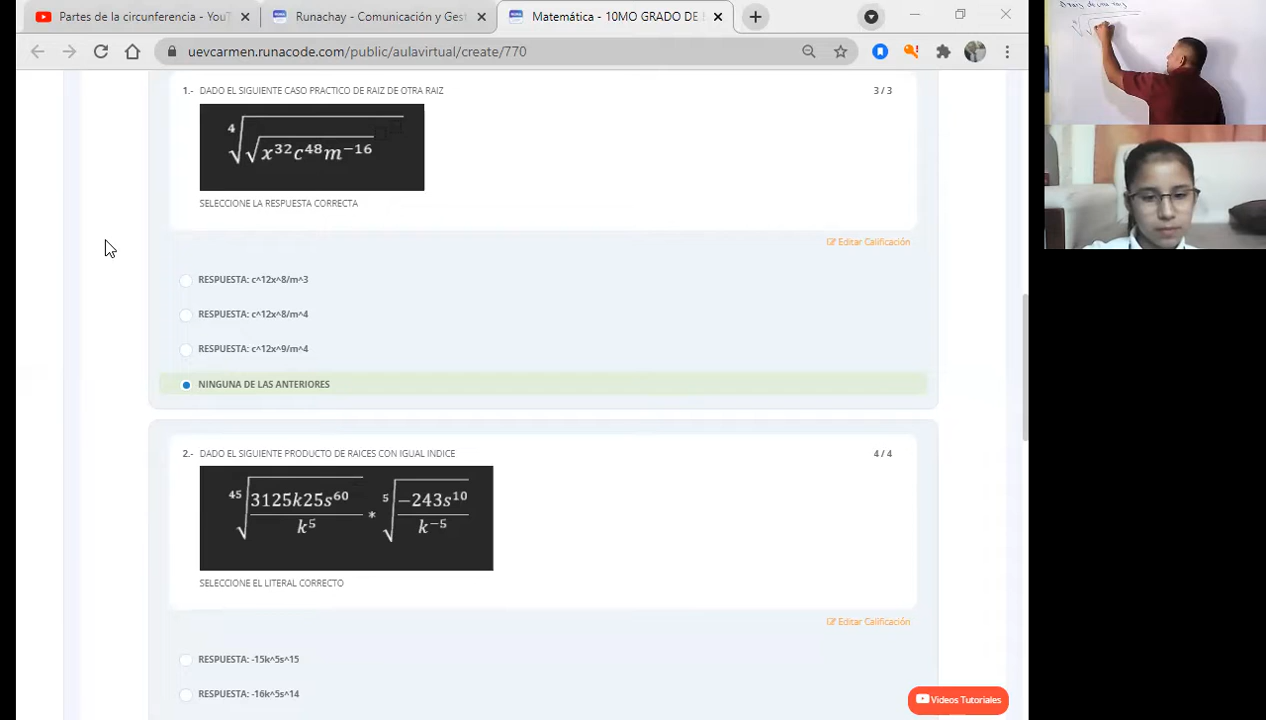 Partes de la circunferencia - YouT
Runachay - Comunicación y Gest
Matemática - 10MO GRADO DE
uevcarmen.runacode.com/public/aulavirtual/create/770
1.- DADO EL SIGUIENTE CASO PRACTICO DE RAIZ DE OTRA RAIZ 3 / 3
⁴√√x³²c⁴⁸m⁻¹⁶
SELECCIONE LA RESPUESTA CORRECTA
Editar Calificación
RESPUESTA: c^12x^8/m^3
RESPUESTA: c^12x^8/m^4
RESPUESTA: c^12x^9/m^4
NINGUNA DE LAS ANTERIORES
2.- DADO EL SIGUIENTE PRODUCTO DE RAICES CON IGUAL INDICE 4 / 4
⁴⁵√(3125k25s⁶⁰/k⁵) * ⁵√(−243s¹⁰/k⁻⁵)
SELECCIONE EL LITERAL CORRECTO
Editar Calificación
RESPUESTA: -15k^5s^15
RESPUESTA: -16k^5s^14
Videos Tutoriales